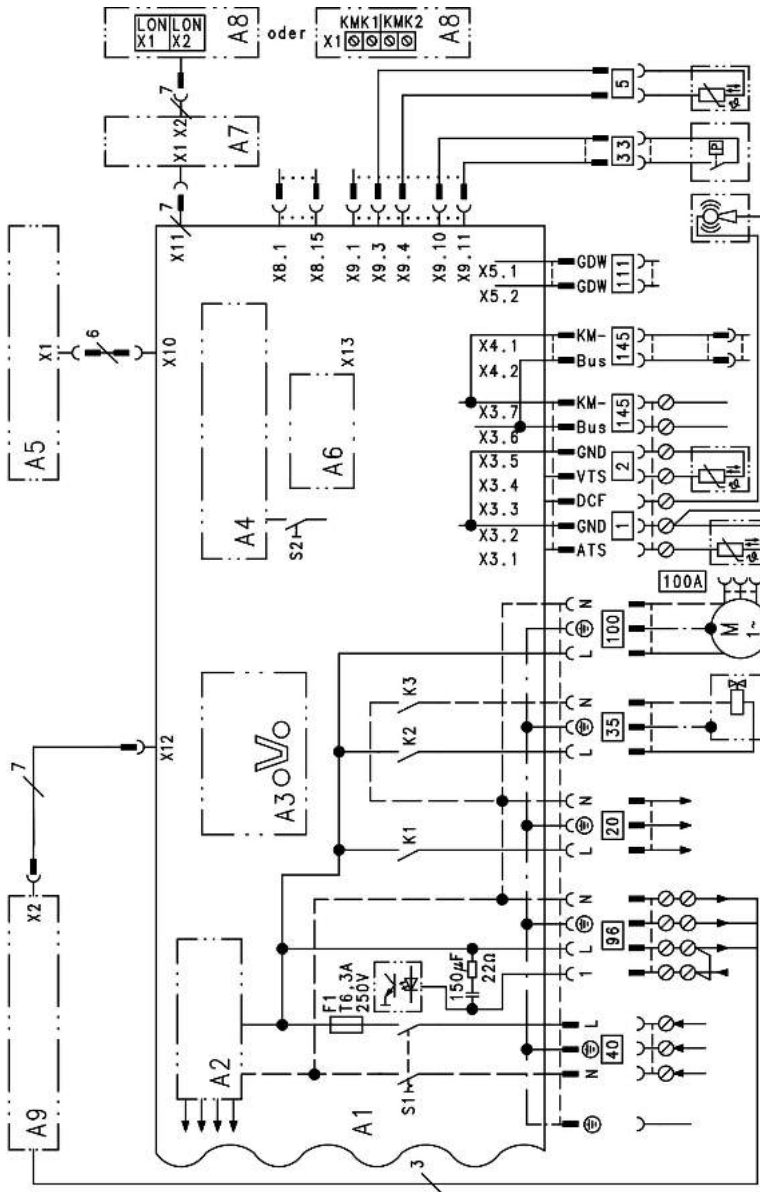 LON LON
X1 X2
A8
oder
KMK1 KMK2
X1
A8
7
X1 X2
A7
7
5
ϑ
33
P
X11
X8.1
X8.15
X9.1
X9.3
X9.4
X9.10
X9.11
A5
X1
6
X10
A4
S2
A6
X13
X5.1
X5.2
GDW
GDW
111
X4.1
X4.2
KM-
Bus
145
X3.7
X3.6
KM-
Bus
145
X3.5
X3.4
GND
VTS
2
ϑ
X3.3
X3.2
X3.1
DCF
GND
ATS
1
ϑ
100A
N
L
100
M
1~
X12
7
A3
K3
K2
K1
N
L
35
N
L
20
A9
X2
A2
A1
F1
T6,3A
250V
150µF
22Ω
S1
N
L
1
96
L
N
40
3